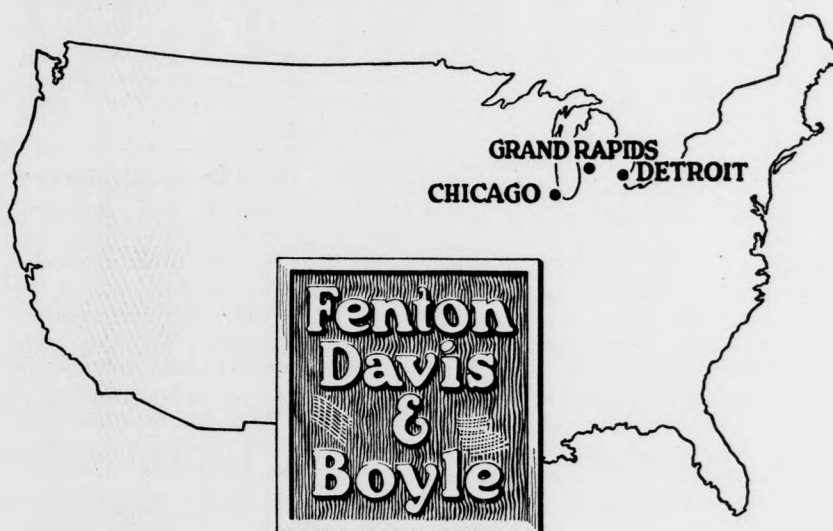 GRAND RAPIDS
DETROIT
CHICAGO
Fenton
Davis
&
Boyle